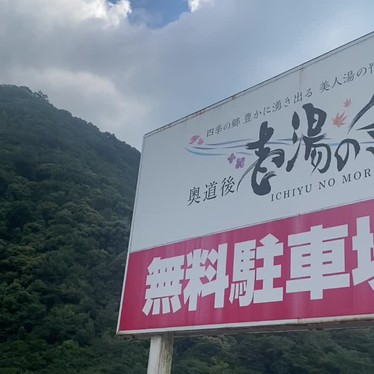 四季の郷 豊かに湧き出る 美人湯の
奥道後 壱湯の
ICHIYU NO MOR
無料駐車場